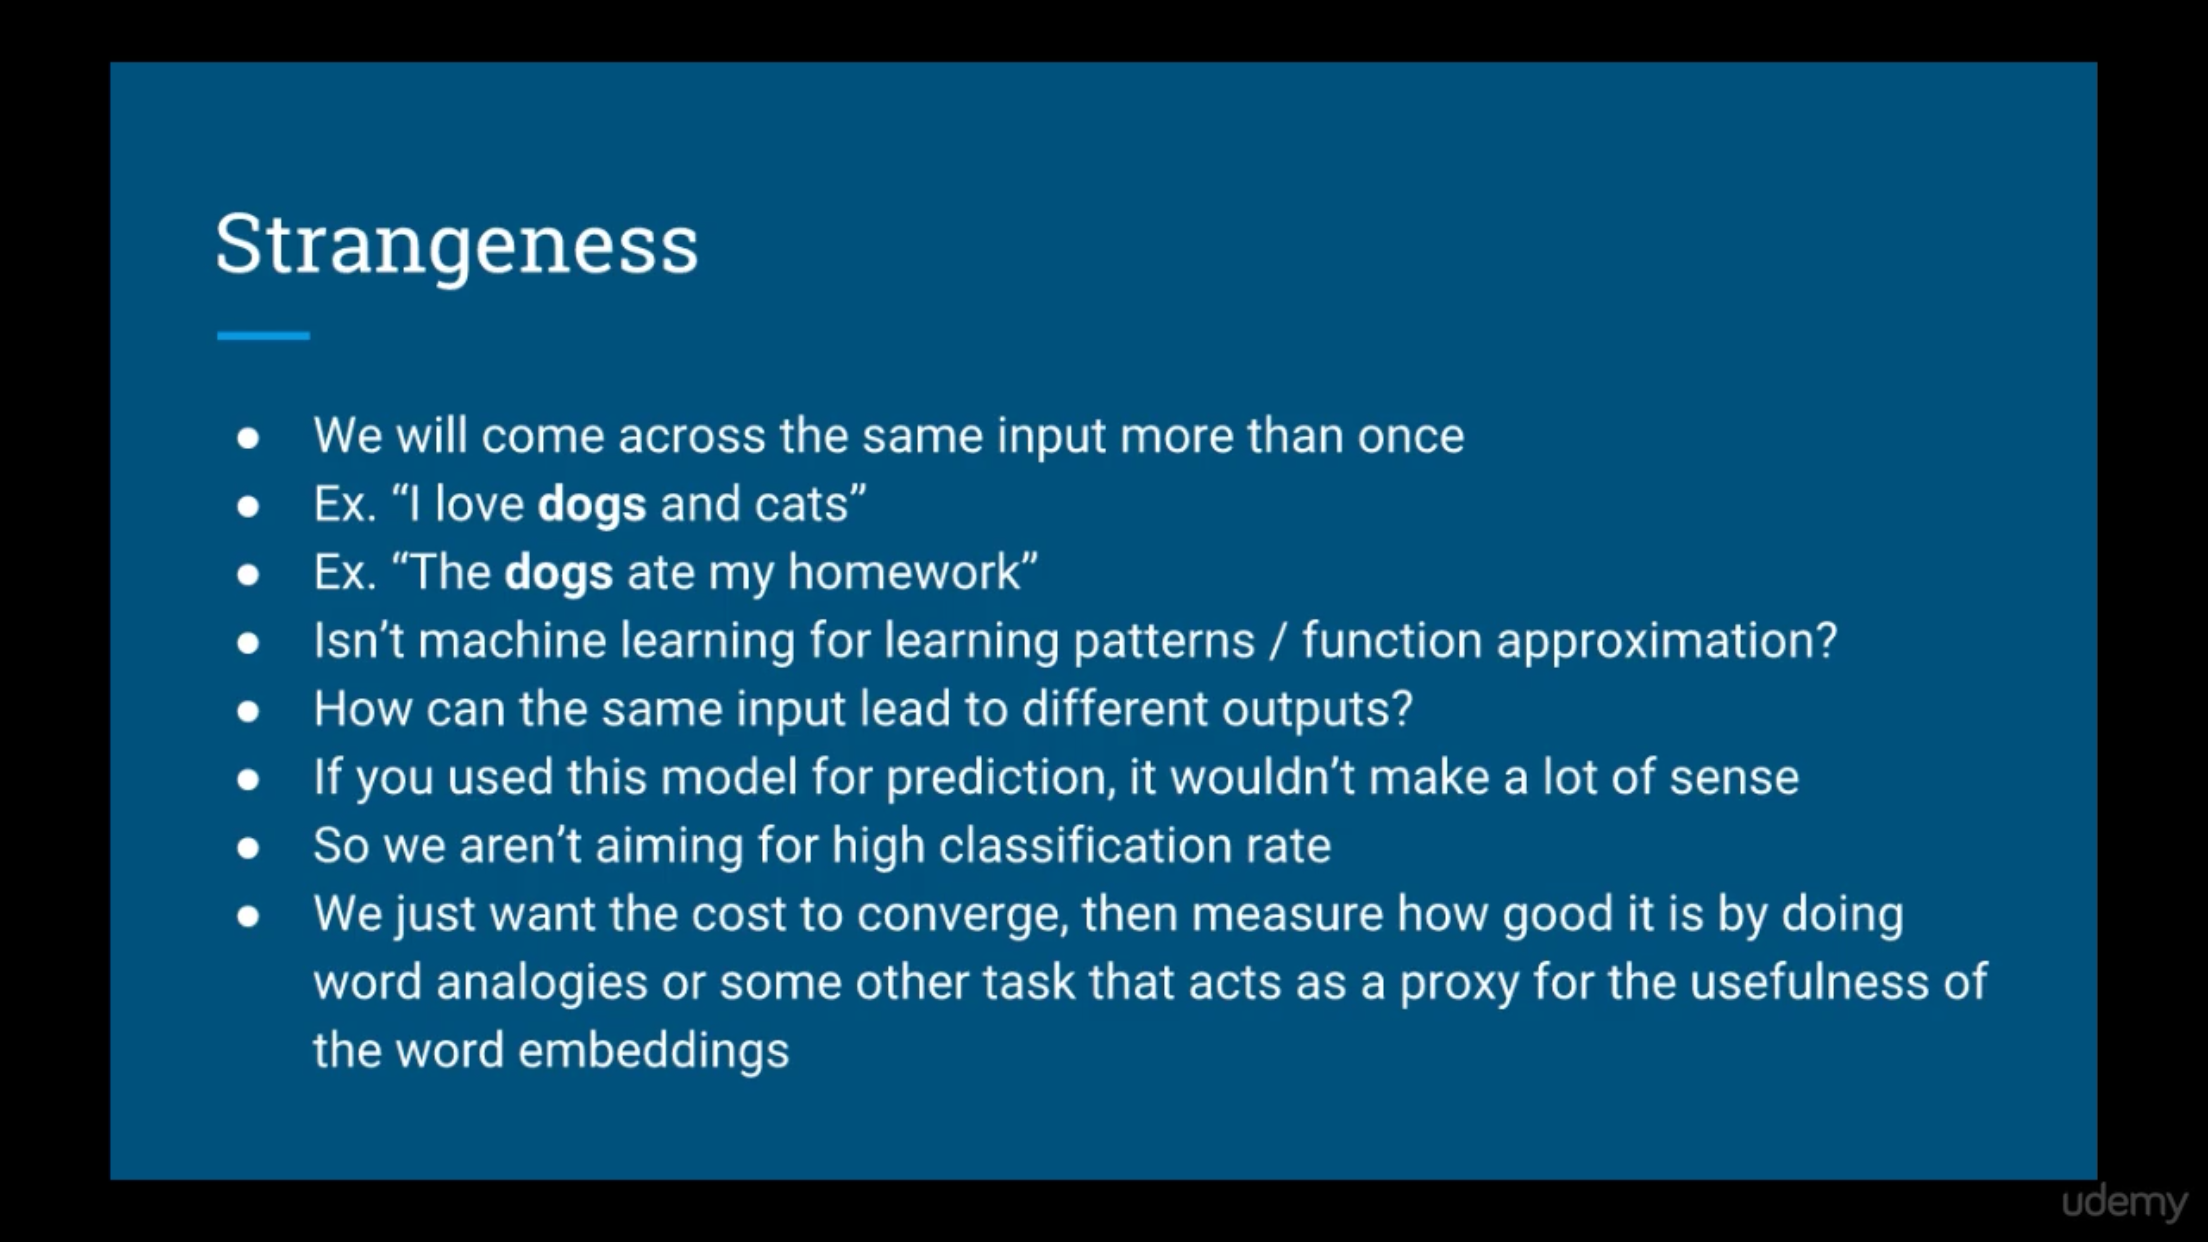 Strangeness
● We will come across the same input more than once
● Ex. “I love dogs and cats”
● Ex. “The dogs ate my homework”
● Isn’t machine learning for learning patterns / function approximation?
● How can the same input lead to different outputs?
● If you used this model for prediction, it wouldn’t make a lot of sense
● So we aren’t aiming for high classification rate
● We just want the cost to converge, then measure how good it is by doing
word analogies or some other task that acts as a proxy for the usefulness of
the word embeddings
udemy